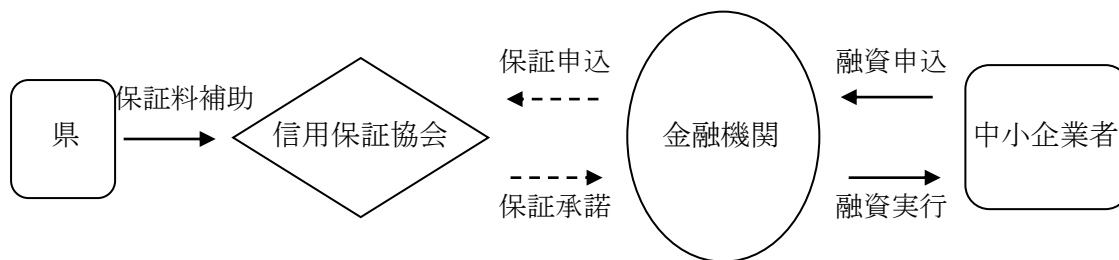 県
保証料補助
信用保証協会
保証申込
保証承諾
金融機関
融資申込
融資実行
中小企業者